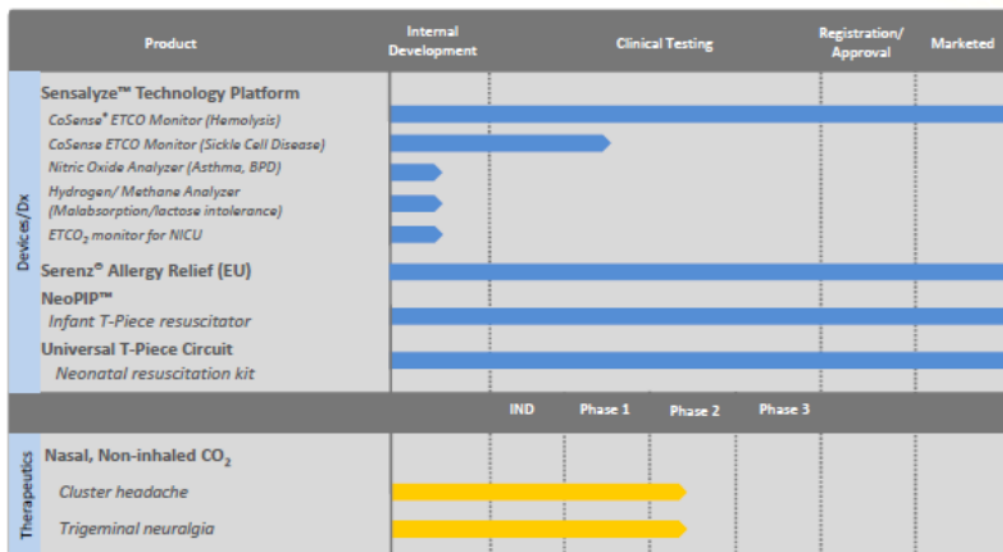 Product
Internal
Development
Clinical Testing
Registration/
Approval
Marketed
Devices/Dx
Sensalyze™ Technology Platform
CoSense® ETCO Monitor (Hemolysis)
CoSense ETCO Monitor (Sickle Cell Disease)
Nitric Oxide Analyzer (Asthma, BPD)
Hydrogen/ Methane Analyzer
(Malabsorption/lactose intolerance)
ETCO₂ monitor for NICU
Serenz® Allergy Relief (EU)
NeoPIP™
Infant T-Piece resuscitator
Universal T-Piece Circuit
Neonatal resuscitation kit
IND
Phase 1
Phase 2
Phase 3
Therapeutics
Nasal, Non-inhaled CO₂
Cluster headache
Trigeminal neuralgia